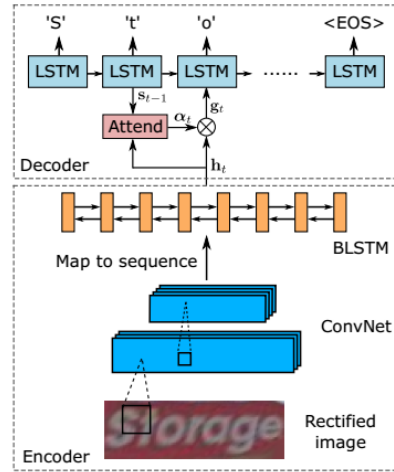 'S' 't' 'o' <EOS>
LSTM LSTM LSTM ...... LSTM
s_{t-1} g_t
Attend α_t
h_t
Decoder
BLSTM
Map to sequence
ConvNet
Storage
Rectified
image
Encoder